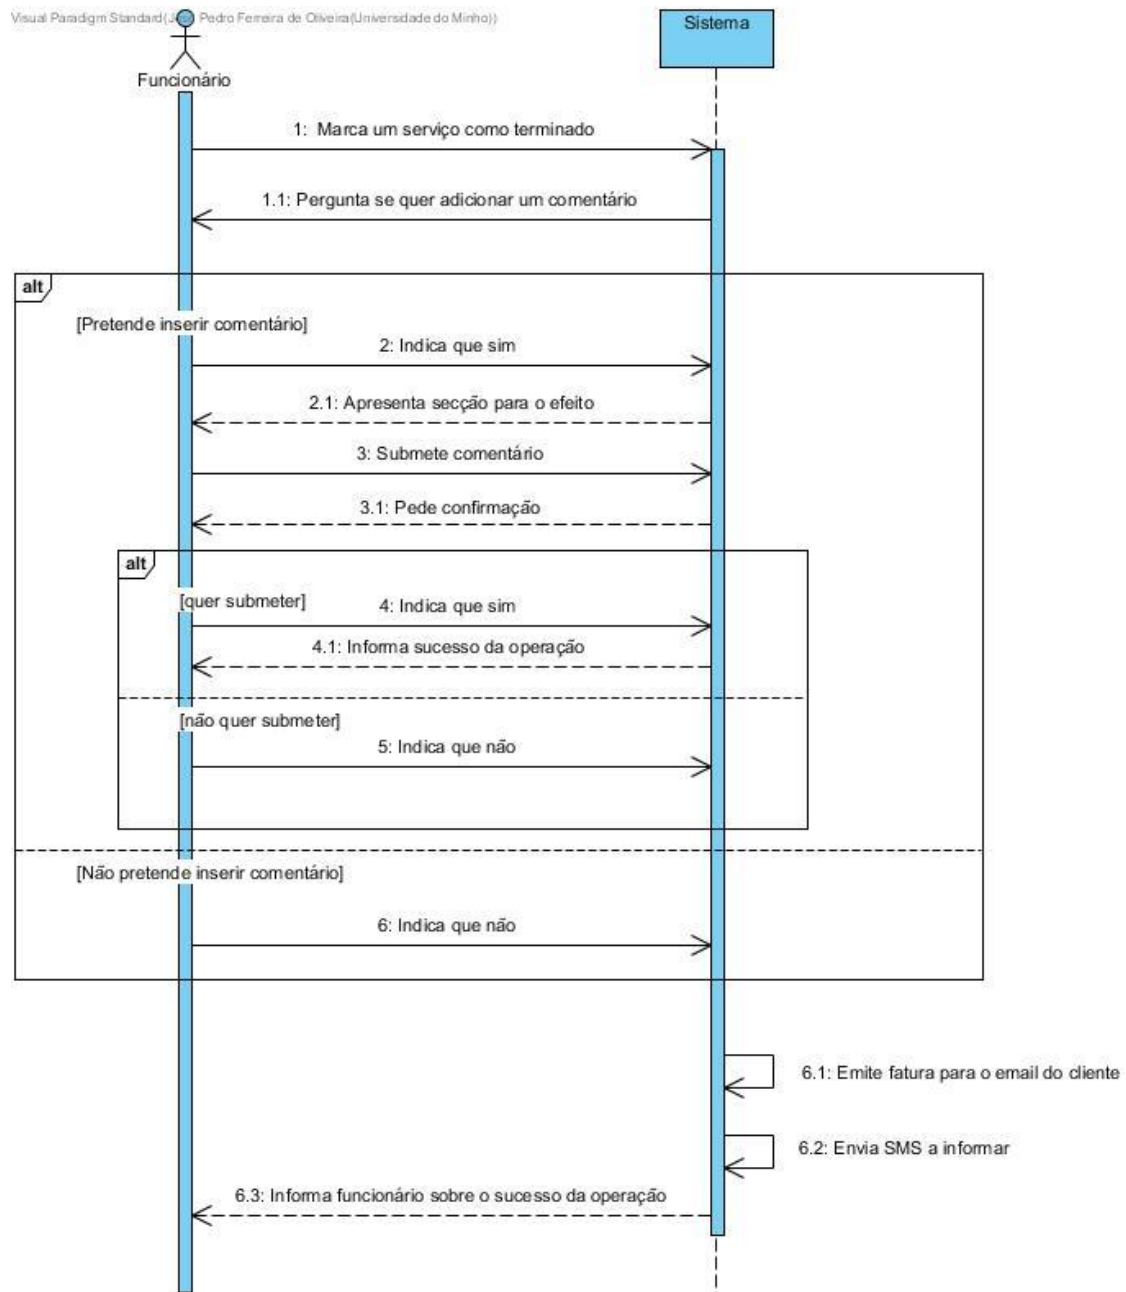 Visual Paradigm Standard(José Pedro Ferreira de Oliveira(Universidade do Minho))
Sistema
Funcionário
1: Marca um serviço como terminado
1.1: Pergunta se quer adicionar um comentário
alt
[Pretende inserir comentário]
2: Indica que sim
2.1: Apresenta secção para o efeito
3: Submete comentário
3.1: Pede confirmação
alt
[quer submeter]
4: Indica que sim
4.1: Informa sucesso da operação
[não quer submeter]
5: Indica que não
[Não pretende inserir comentário]
6: Indica que não
6.1: Emite fatura para o email do cliente
6.2: Envia SMS a informar
6.3: Informa funcionário sobre o sucesso da operação